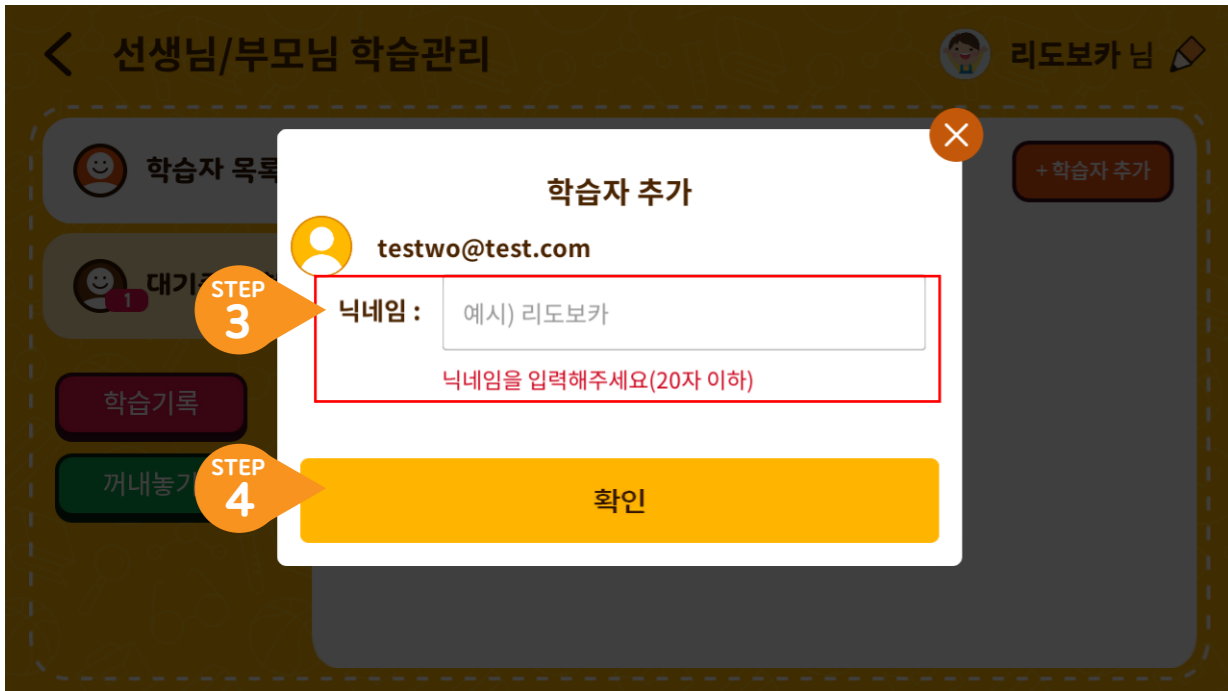 선생님/부모님 학습관리
리도보카 님
학습자 목록
+ 학습자 추가
학습자 추가
testwo@test.com
1
STEP
3
닉네임 :
예시) 리도보카
닉네임을 입력해주세요(20자 이하)
학습기록
STEP
4
확인